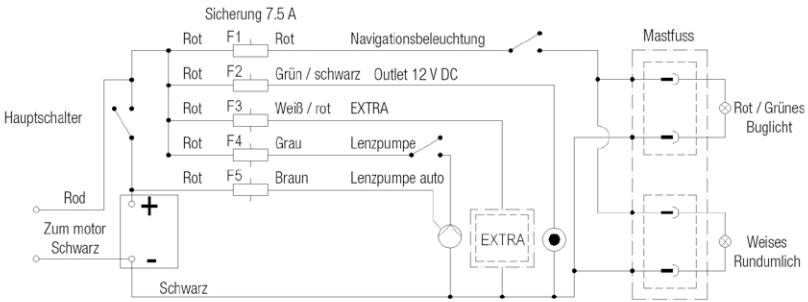 Sicherung 7.5 A
Rot F1 Rot Navigationsbeleuchtung
Mastfuss
Rot F2 Grün / schwarz Outlet 12 V DC
Hauptschalter
Rot F3 Weiß / rot EXTRA
Rot / Grünes
Buglicht
Rot F4 Grau Lenzpumpe
Rot F5 Braun Lenzpumpe auto
Rod
+
Zum motor
Schwarz
-
EXTRA
Weises
Rundumlich
Schwarz